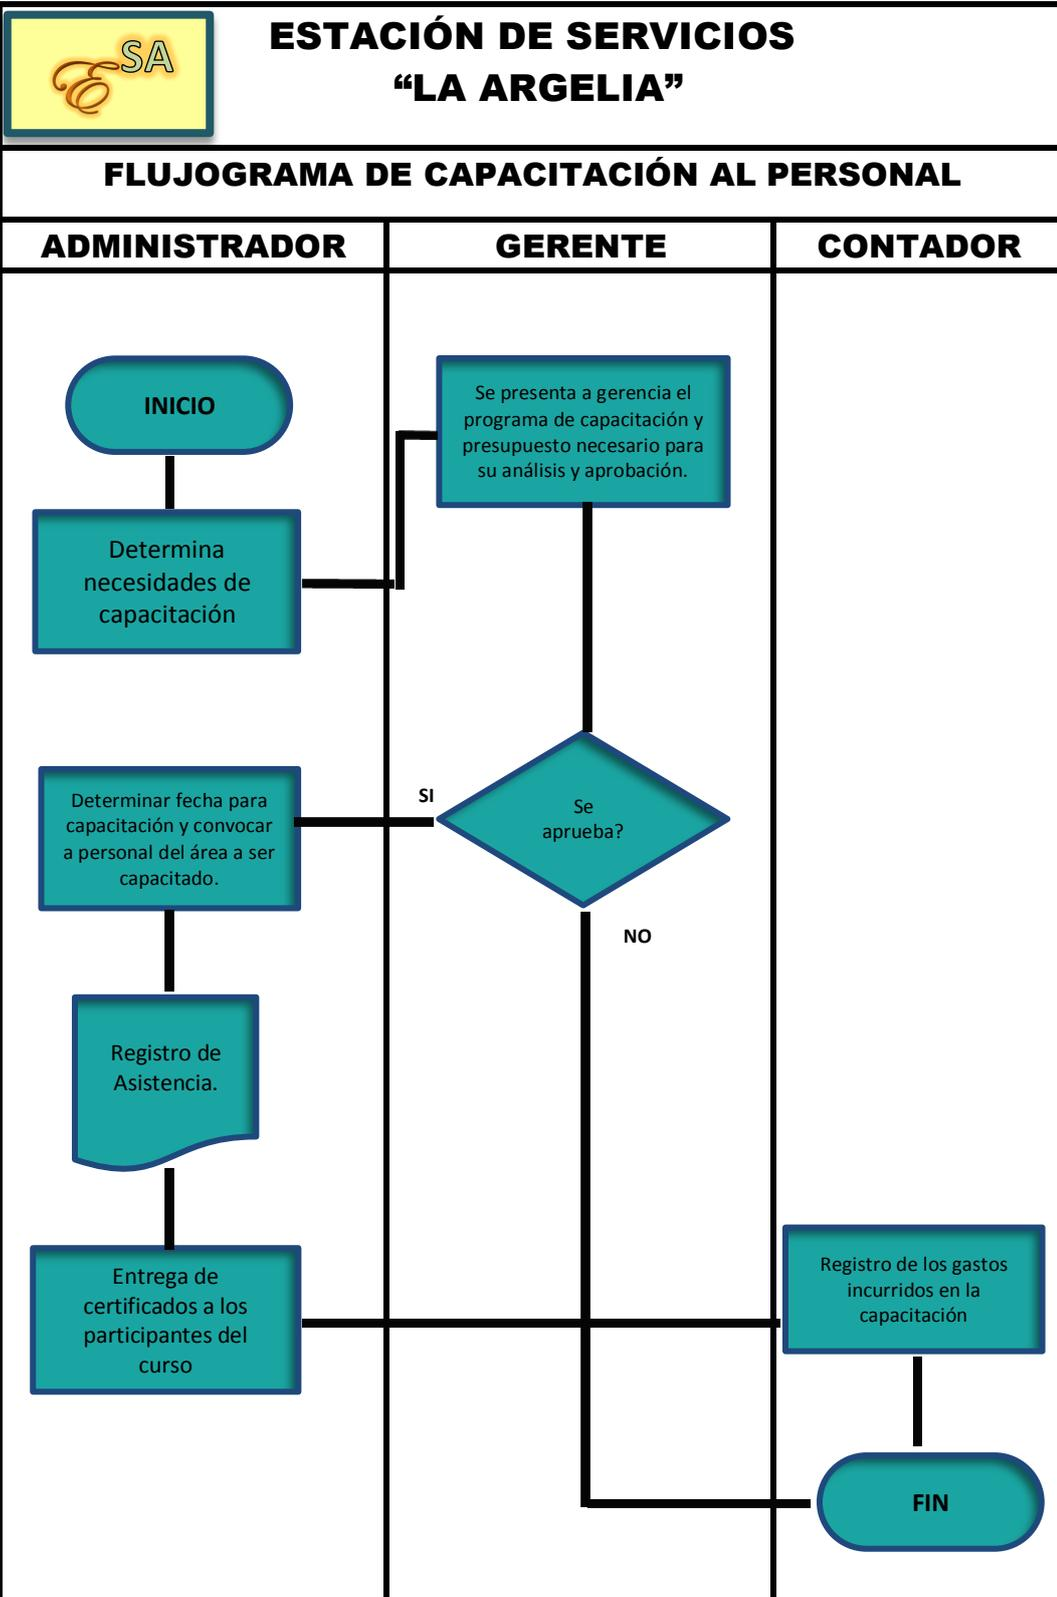 ESA
ESTACIÓN DE SERVICIOS
“LA ARGELIA”
FLUJOGRAMA DE CAPACITACIÓN AL PERSONAL
ADMINISTRADOR
GERENTE
CONTADOR
INICIO
Determina
necesidades de
capacitación
Se presenta a gerencia el
programa de capacitación y
presupuesto necesario para
su análisis y aprobación.
Se
aprueba?
SI
NO
Determinar fecha para
capacitación y convocar
a personal del área a ser
capacitado.
Registro de
Asistencia.
Entrega de
certificados a los
participantes del
curso
Registro de los gastos
incurridos en la
capacitación
FIN